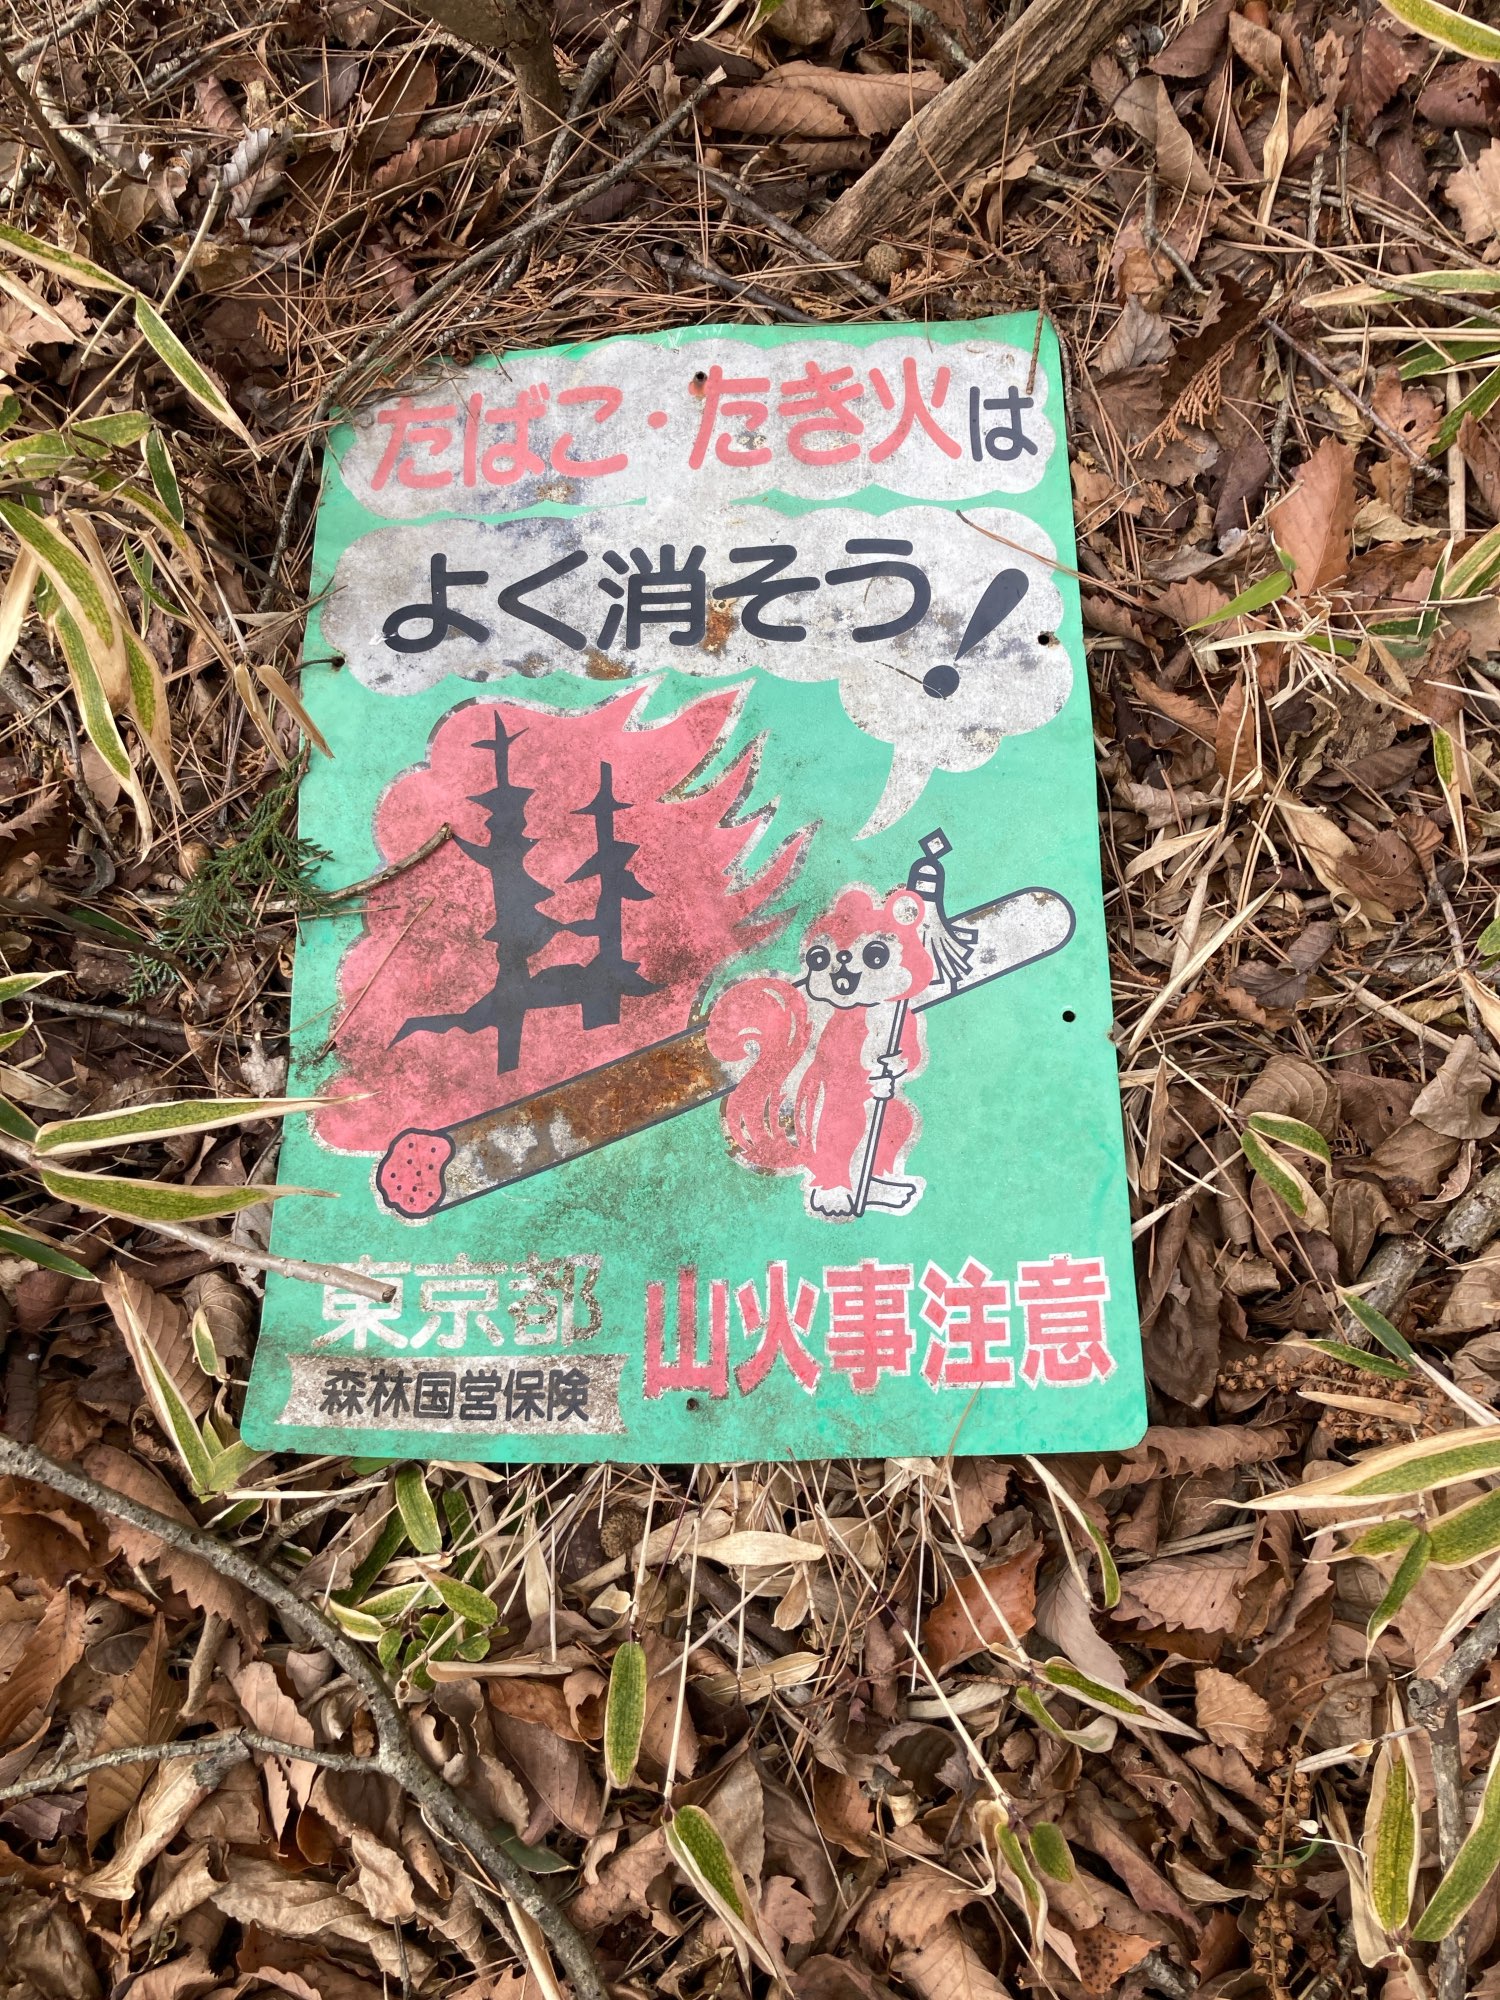 たばこ・たき火は
よく消そう!
東京都
森林国営保険
山火事注意